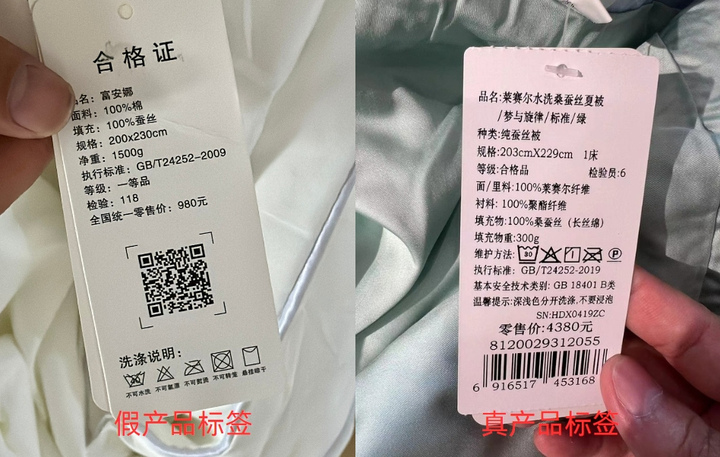 合格证
品名：富安娜
面料：100%棉
填充：100%蚕丝
规格：200x230cm
净重：1500g
执行标准：GB/T24252-2009
等级：一等品
检验：118
全国统一零售价：980元
洗涤说明：
不可水洗 不可氯漂 不可熨烫 不可转笼 悬挂晾干
假产品标签
品名：莱赛尔水洗桑蚕丝夏被
/梦与旋律/标准/绿
种类：纯蚕丝被
规格：203cmX229cm 1床
等级：合格品 检验员：6
面/里料：100%莱赛尔纤维
衬料：100%聚酯纤维
填充物：100%桑蚕丝（长丝绵）
填充物重：300g
维护方法： 30 P
执行标准：GB/T24252-2019
基本安全技术类别：GB 18401 B类
温馨提示：深浅色分开洗涤，不要浸泡
SN:HDX0419ZC
零售价：4380元
8120029312055
6 916517 453168
真产品标签